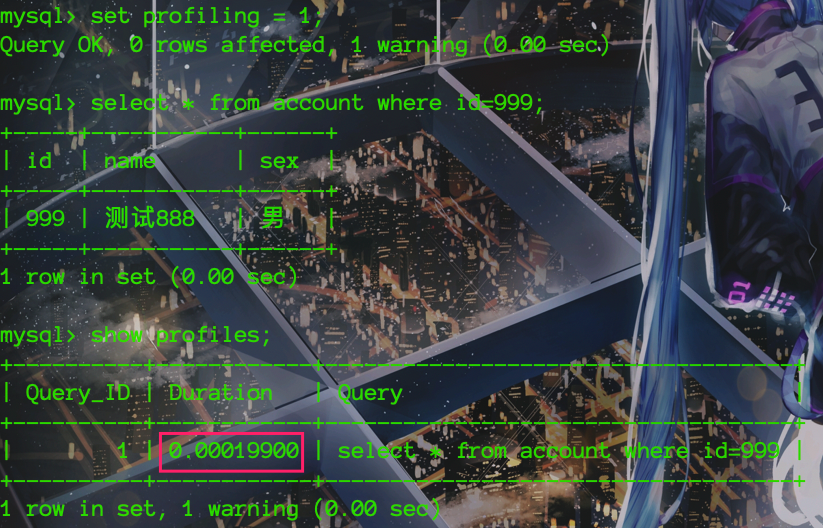 mysql> set profiling = 1;
Query OK, 0 rows affected, 1 warning (0.00 sec)
mysql> select * from account where id=999;
+-----+-----------+------+
| id  | name      | sex  |
+-----+-----------+------+
| 999 | 测试888   | 男   |
+-----+-----------+------+
1 row in set (0.00 sec)
mysql> show profiles;
+----------+------------+-------------------------------------+
| Query_ID | Duration   | Query                               |
+----------+------------+-------------------------------------+
|        1 | 0.00019900 | select * from account where id=999 |
+----------+------------+-------------------------------------+
1 row in set, 1 warning (0.00 sec)
01